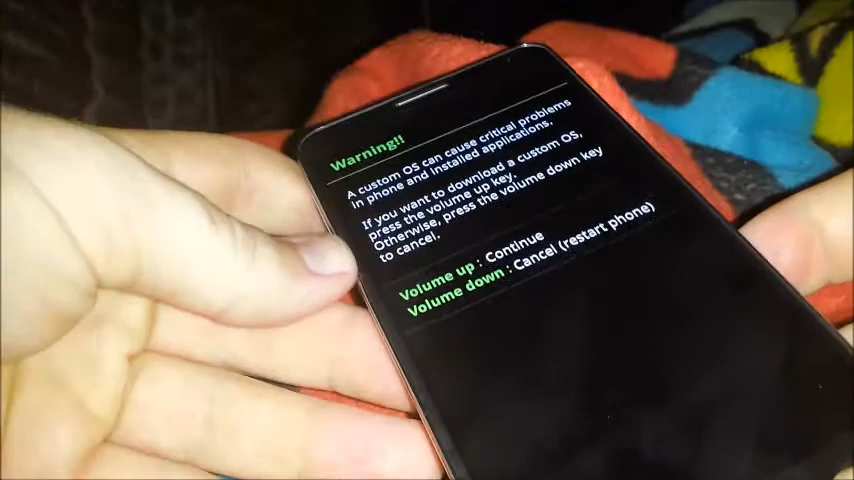 Warning!!
A custom OS can cause critical problems
in phone and installed applications.
If you want to download a custom OS,
press the volume up key.
Otherwise, press the volume down key
to cancel.
Volume up : Continue
Volume down : Cancel (restart phone)